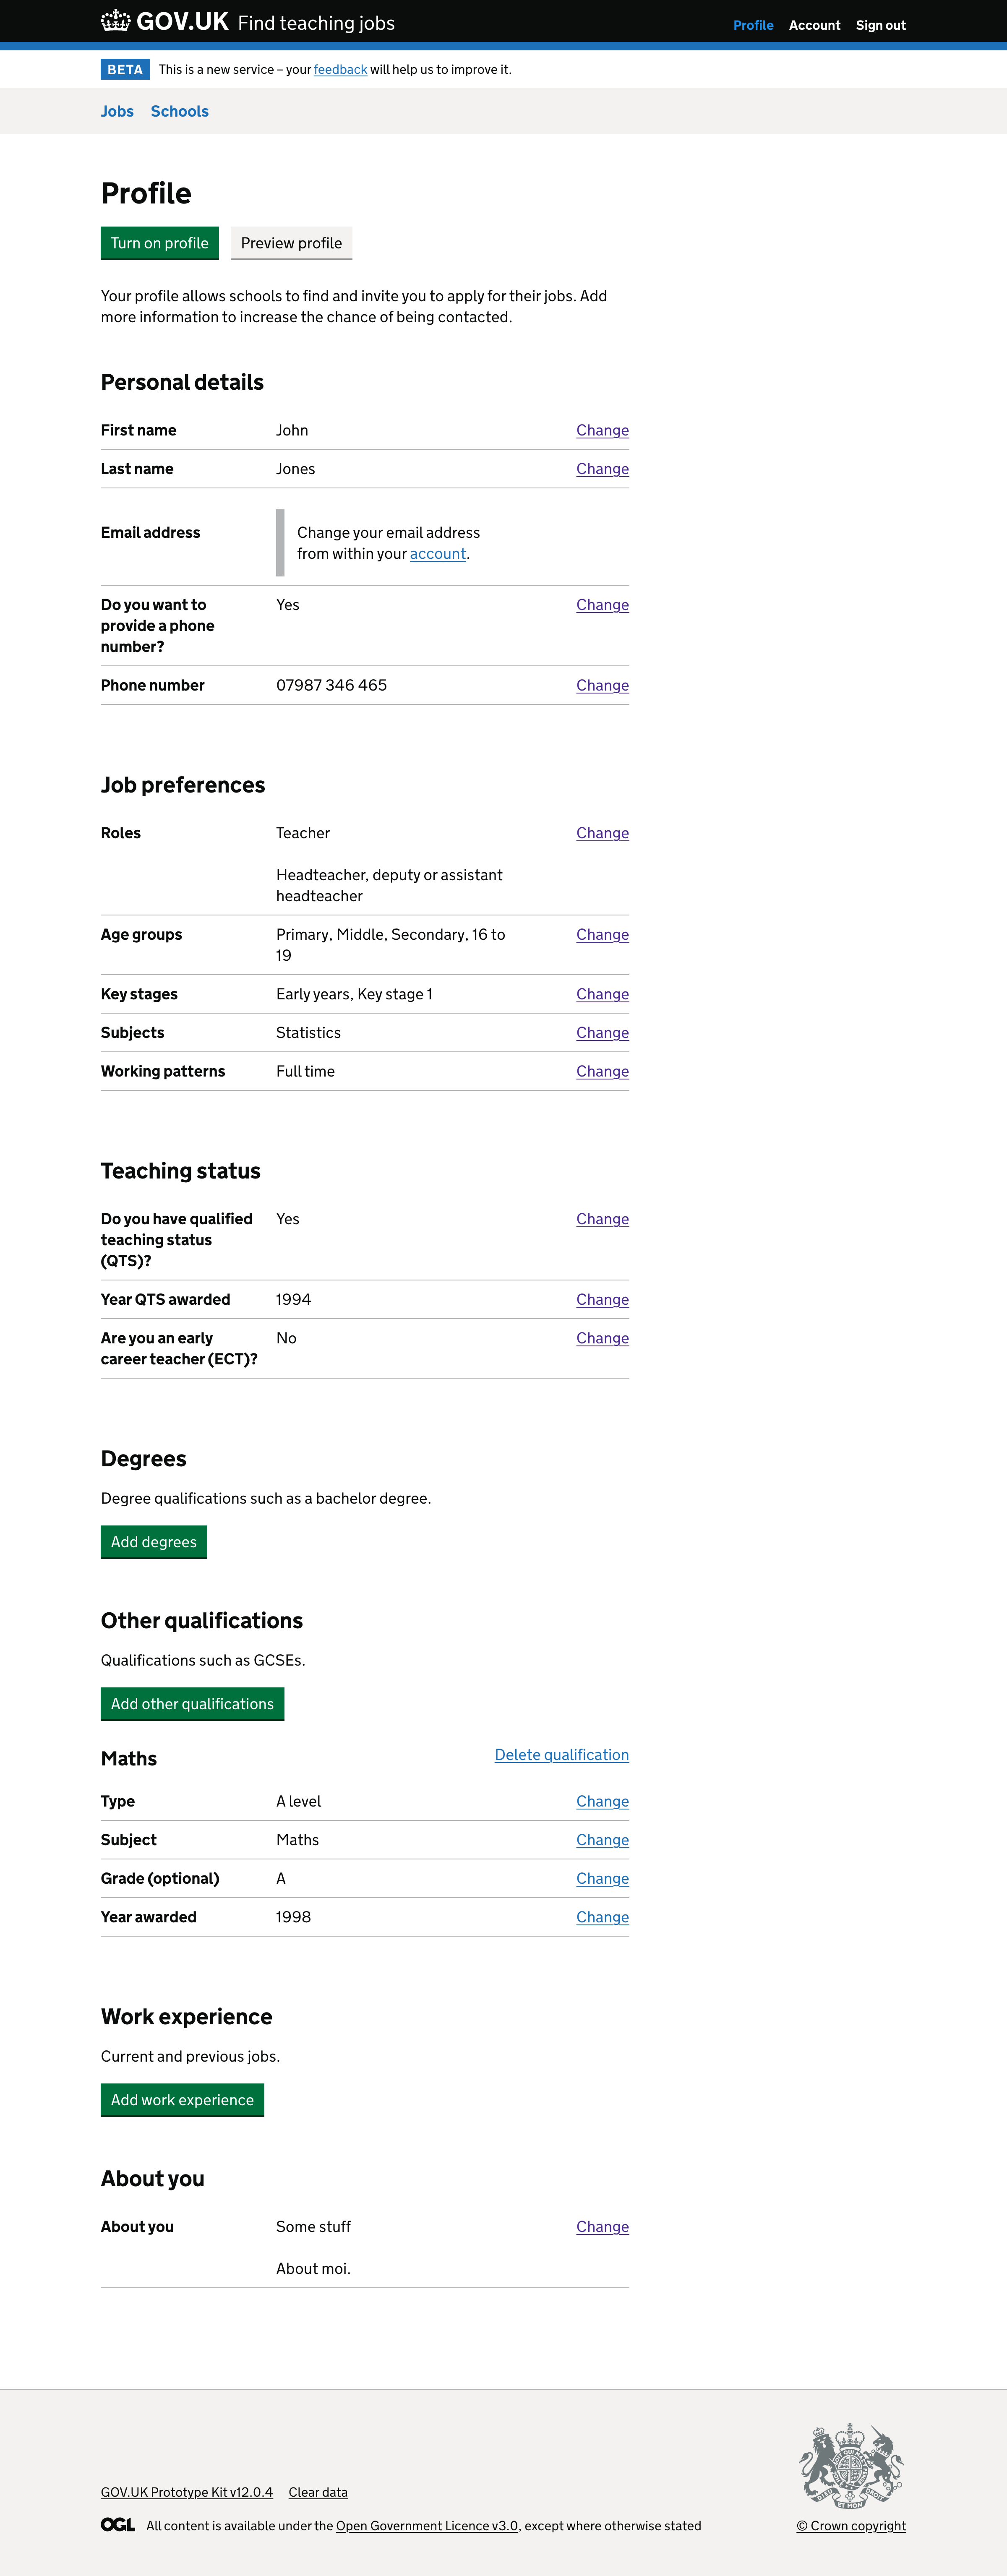 GOV.UK Find teaching jobs
Profile Account Sign out
BETA This is a new service – your feedback will help us to improve it.
Jobs Schools
Profile
Turn on profile Preview profile
Your profile allows schools to find and invite you to apply for their jobs. Add
more information to increase the chance of being contacted.
Personal details
First name John Change
Last name Jones Change
Email address Change your email address
from within your account.
Do you want to Yes Change
provide a phone
number?
Phone number 07987 346 465 Change
Job preferences
Roles Teacher Change
Headteacher, deputy or assistant
headteacher
Age groups Primary, Middle, Secondary, 16 to Change
19
Key stages Early years, Key stage 1 Change
Subjects Statistics Change
Working patterns Full time Change
Teaching status
Do you have qualified Yes Change
teaching status
(QTS)?
Year QTS awarded 1994 Change
Are you an early No Change
career teacher (ECT)?
Degrees
Degree qualifications such as a bachelor degree.
Add degrees
Other qualifications
Qualifications such as GCSEs.
Add other qualifications
Maths Delete qualification
Type A level Change
Subject Maths Change
Grade (optional) A Change
Year awarded 1998 Change
Work experience
Current and previous jobs.
Add work experience
About you
About you Some stuff Change
About moi.
GOV.UK Prototype Kit v12.0.4 Clear data
OGL All content is available under the Open Government Licence v3.0, except where otherwise stated
© Crown copyright